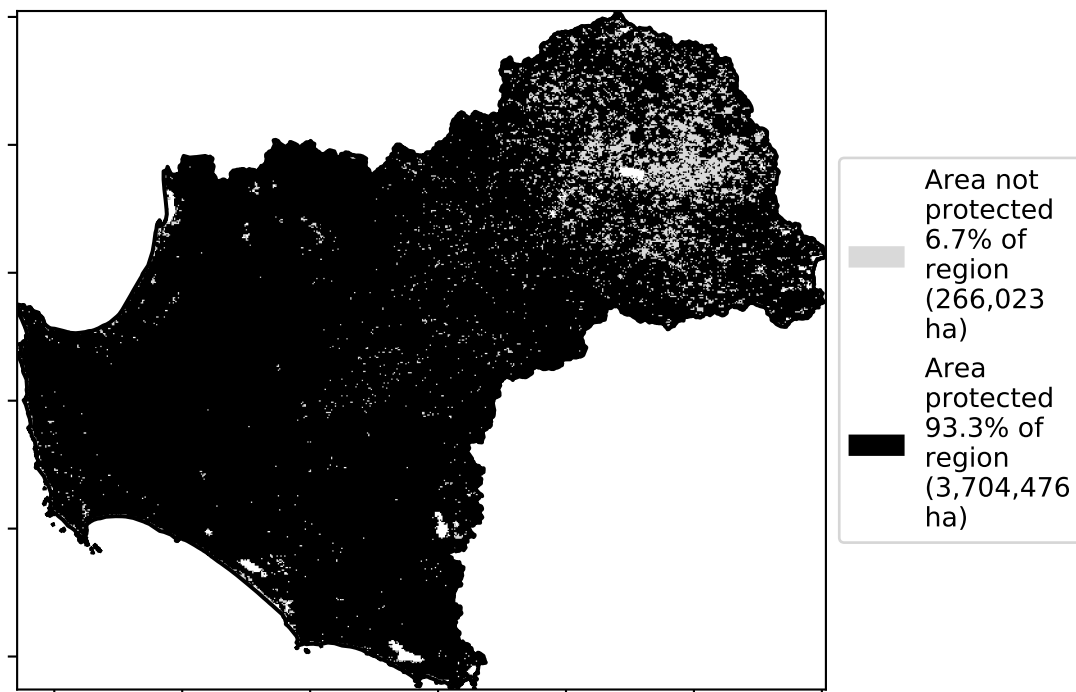 Area not
protected
6.7% of
region
(266,023
ha)
Area
protected
93.3% of
region
(3,704,476
ha)